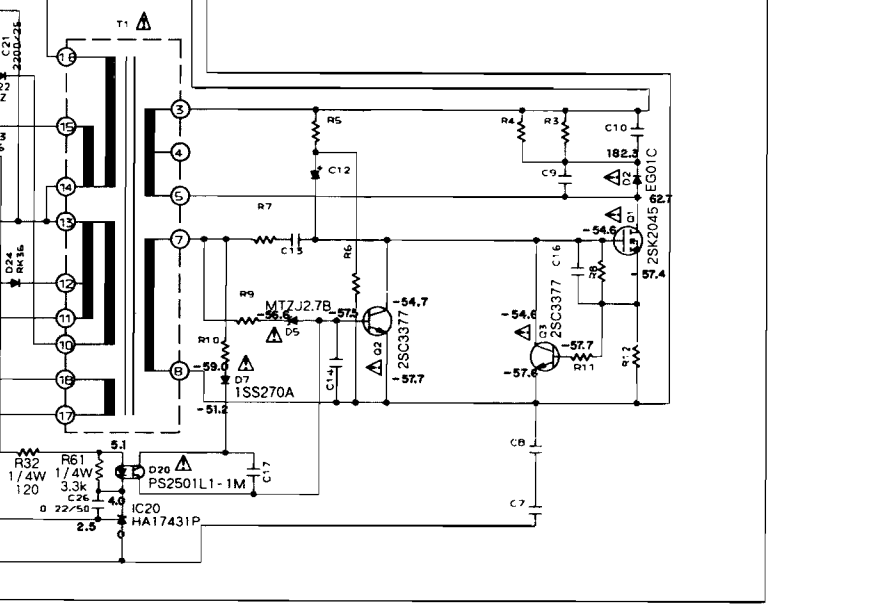 T1
C21
2200/25
22
Z
3
16
15
14
13
12
11
10
18
17
3
4
5
7
8
R5
C12
R4
R3
C10
182.3
C9
D2
EG01C
62.7
R7
C13
R6
-54.6
Q1
2SK2045
C16
R8
-57.4
D24
RK36
R9
MTZJ2.7B
-56.6
D5
-57.5
-54.7
Q2
2SC3377
-57.7
C14
R10
-59.0
D7
1SS270A
-51.2
-54.6
Q3
2SC3377
-57.7
R11
-57.6
R12
5.1
R32
1/4W
120
R61
1/4W
3.3k
D20
PS2501L1-1M
C17
C26
0 22/50
4.0
IC20
HA17431P
2.5
0
C8
C7